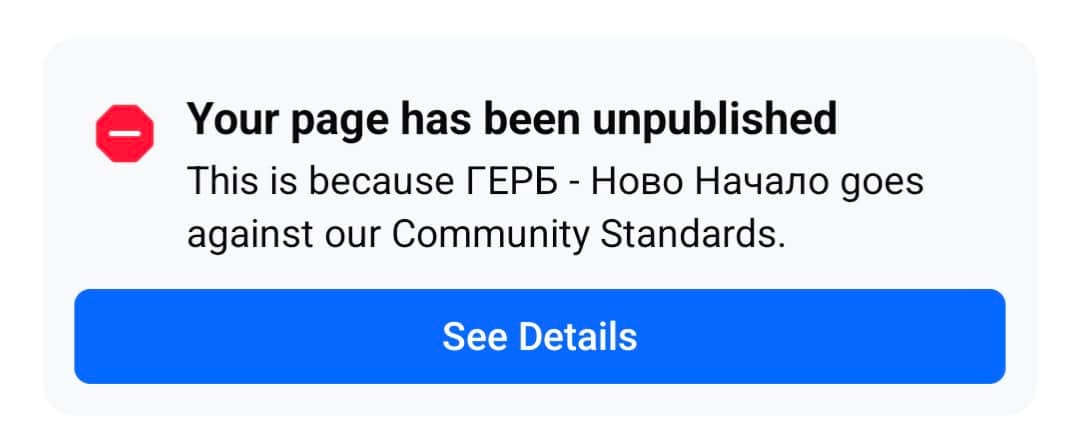 Your page has been unpublished
This is because ГЕРБ - Ново Начало goes
against our Community Standards.
See Details